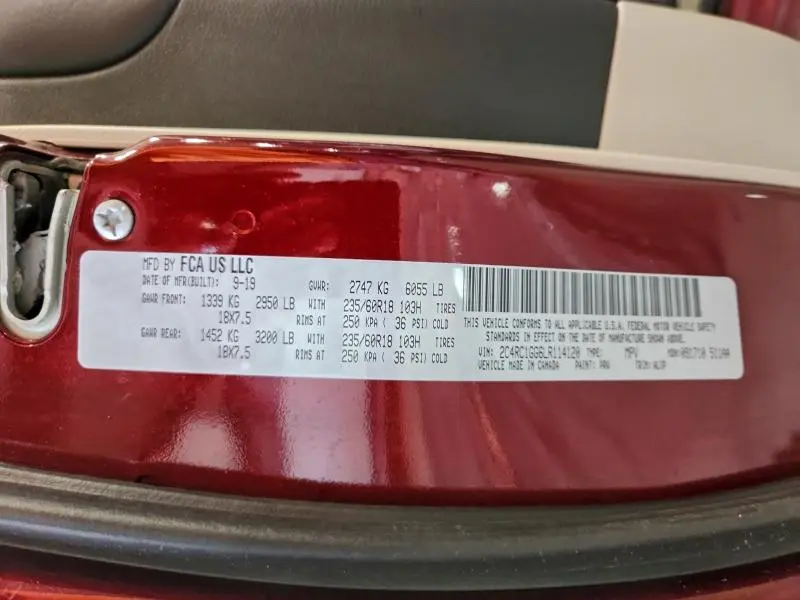 MFD BY FCA US LLC
DATE OF MFR(BUILT): 9-19 GVWR: 2747 KG 6055 LB
GAWR FRONT: 1339 KG 2950 LB WITH 235/60R18 103H TIRES
18X7.5 RIMS AT 250 KPA ( 36 PSI) COLD
GAWR REAR: 1452 KG 3200 LB WITH 235/60R18 103H TIRES
18X7.5 RIMS AT 250 KPA ( 36 PSI) COLD
THIS VEHICLE CONFORMS TO ALL APPLICABLE U.S.A. FEDERAL MOTOR VEHICLE SAFETY
STANDARDS IN EFFECT ON THE DATE OF MANUFACTURE SHOWN ABOVE.
VIN: 2C4RC1GG6LR114120 TYPE: MPV MDH: 091710 511AA
VEHICLE MADE IN CANADA PAINT: PRV TRIM: